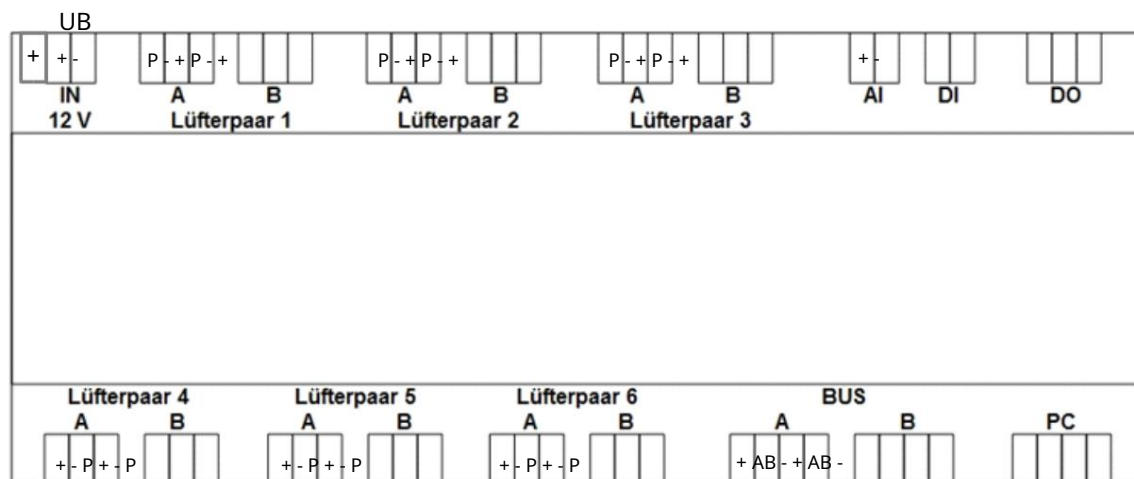 UB
+ + - P - + P - + P - + P - + P - + P - + + -
IN A B A B A B AI DI DO
12 V Lüfterpaar 1 Lüfterpaar 2 Lüfterpaar 3
Lüfterpaar 4 Lüfterpaar 5 Lüfterpaar 6 BUS
A B A B A B A B PC
+ - P + - P + - P + - P + - P + - P + AB - + AB -